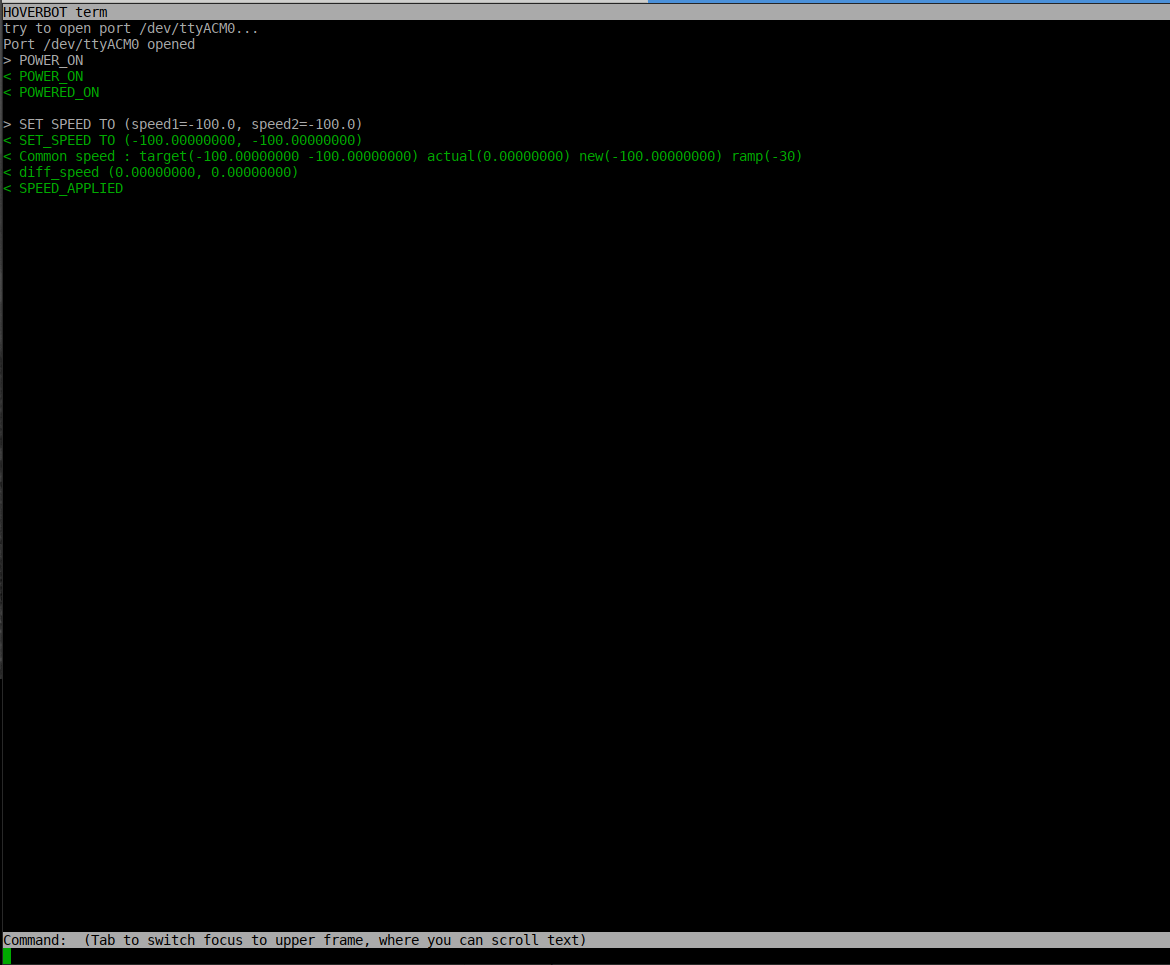 HOVERBOT term
try to open port /dev/ttyACM0...
Port /dev/ttyACM0 opened
> POWER_ON
< POWER_ON
< POWERED_ON
> SET SPEED TO (speed1=-100.0, speed2=-100.0)
< SET_SPEED TO (-100.00000000, -100.00000000)
< Common speed : target(-100.00000000 -100.00000000) actual(0.00000000) new(-100.00000000) ramp(-30)
< diff_speed (0.00000000, 0.00000000)
< SPEED_APPLIED
Command:  (Tab to switch focus to upper frame, where you can scroll text)